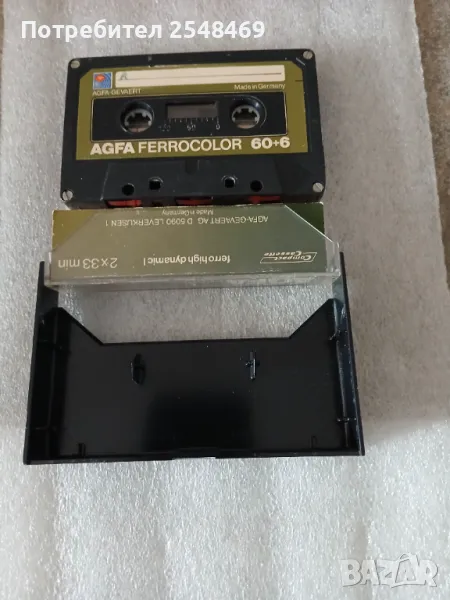 Потребител 2548469
A
AGFA-GEVAERT
Made in Germany
AGFA FERROCOLOR 60+6
AGFA-GEVAERT AG D 5090 LEVERKUSEN 1
Made in Germany
Compact Cassette
ferro high dynamic I
2 x 33 min
BAZAR